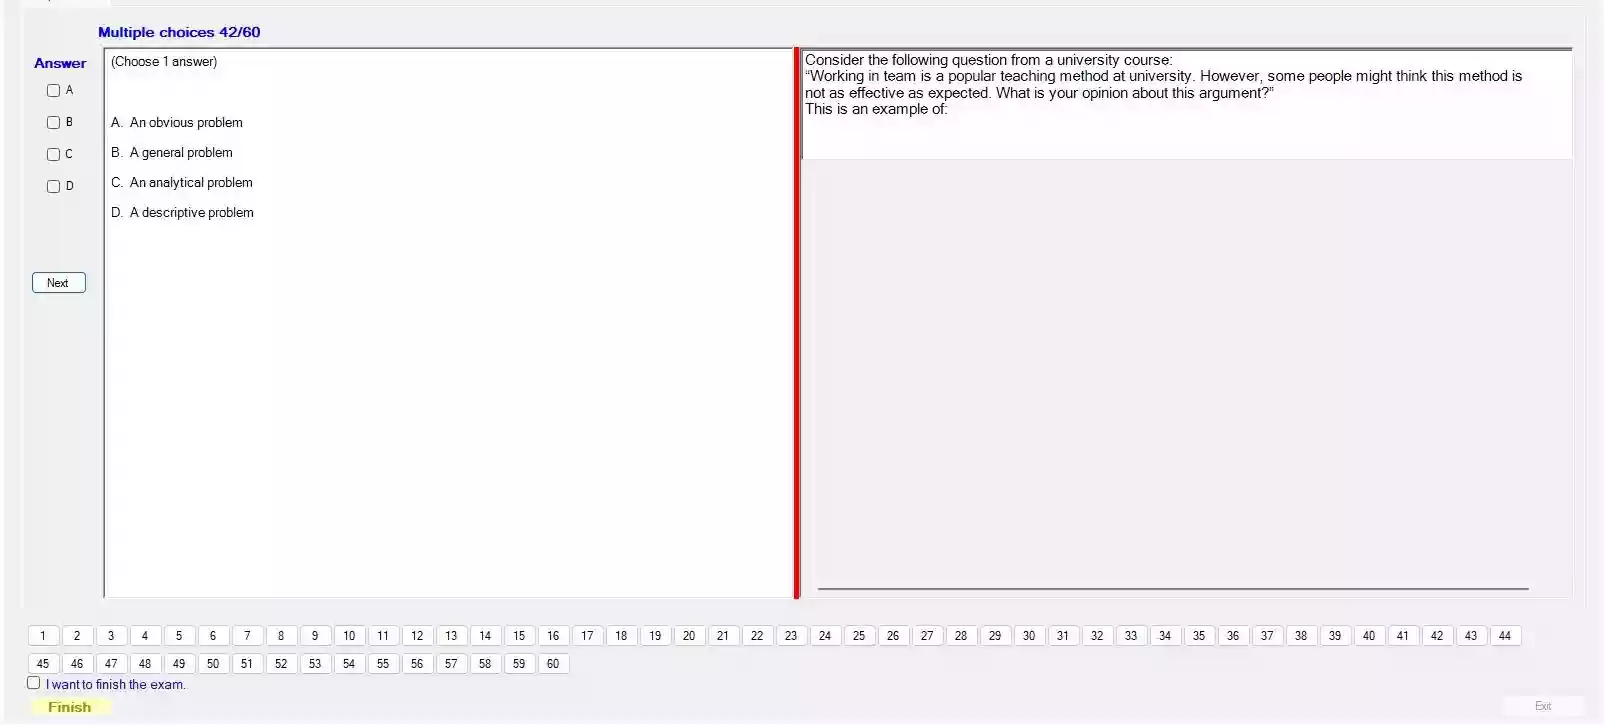 Multiple choices 42/60
Answer
A
B
C
D
Next
(Choose 1 answer)
A. An obvious problem
B. A general problem
C. An analytical problem
D. A descriptive problem
Consider the following question from a university course:
“Working in team is a popular teaching method at university. However, some people might think this method is
not as effective as expected. What is your opinion about this argument?”
This is an example of:
1 2 3 4 5 6 7 8 9 10 11 12 13 14 15 16 17 18 19 20 21 22 23 24 25 26 27 28 29 30 31 32 33 34 35 36 37 38 39 40 41 42 43 44
45 46 47 48 49 50 51 52 53 54 55 56 57 58 59 60
I want to finish the exam.
Finish
Exit